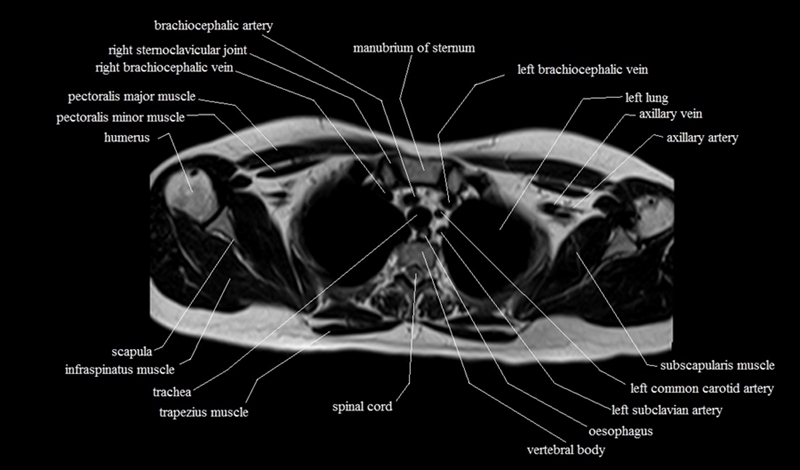 brachiocephalic artery
right sternoclavicular joint
manubrium of sternum
right brachiocephalic vein
left brachiocephalic vein
pectoralis major muscle
left lung
pectoralis minor muscle
axillary vein
humerus
axillary artery
scapula
infraspinatus muscle
subscapularis muscle
trachea
left common carotid artery
trapezius muscle
spinal cord
left subclavian artery
oesophagus
vertebral body